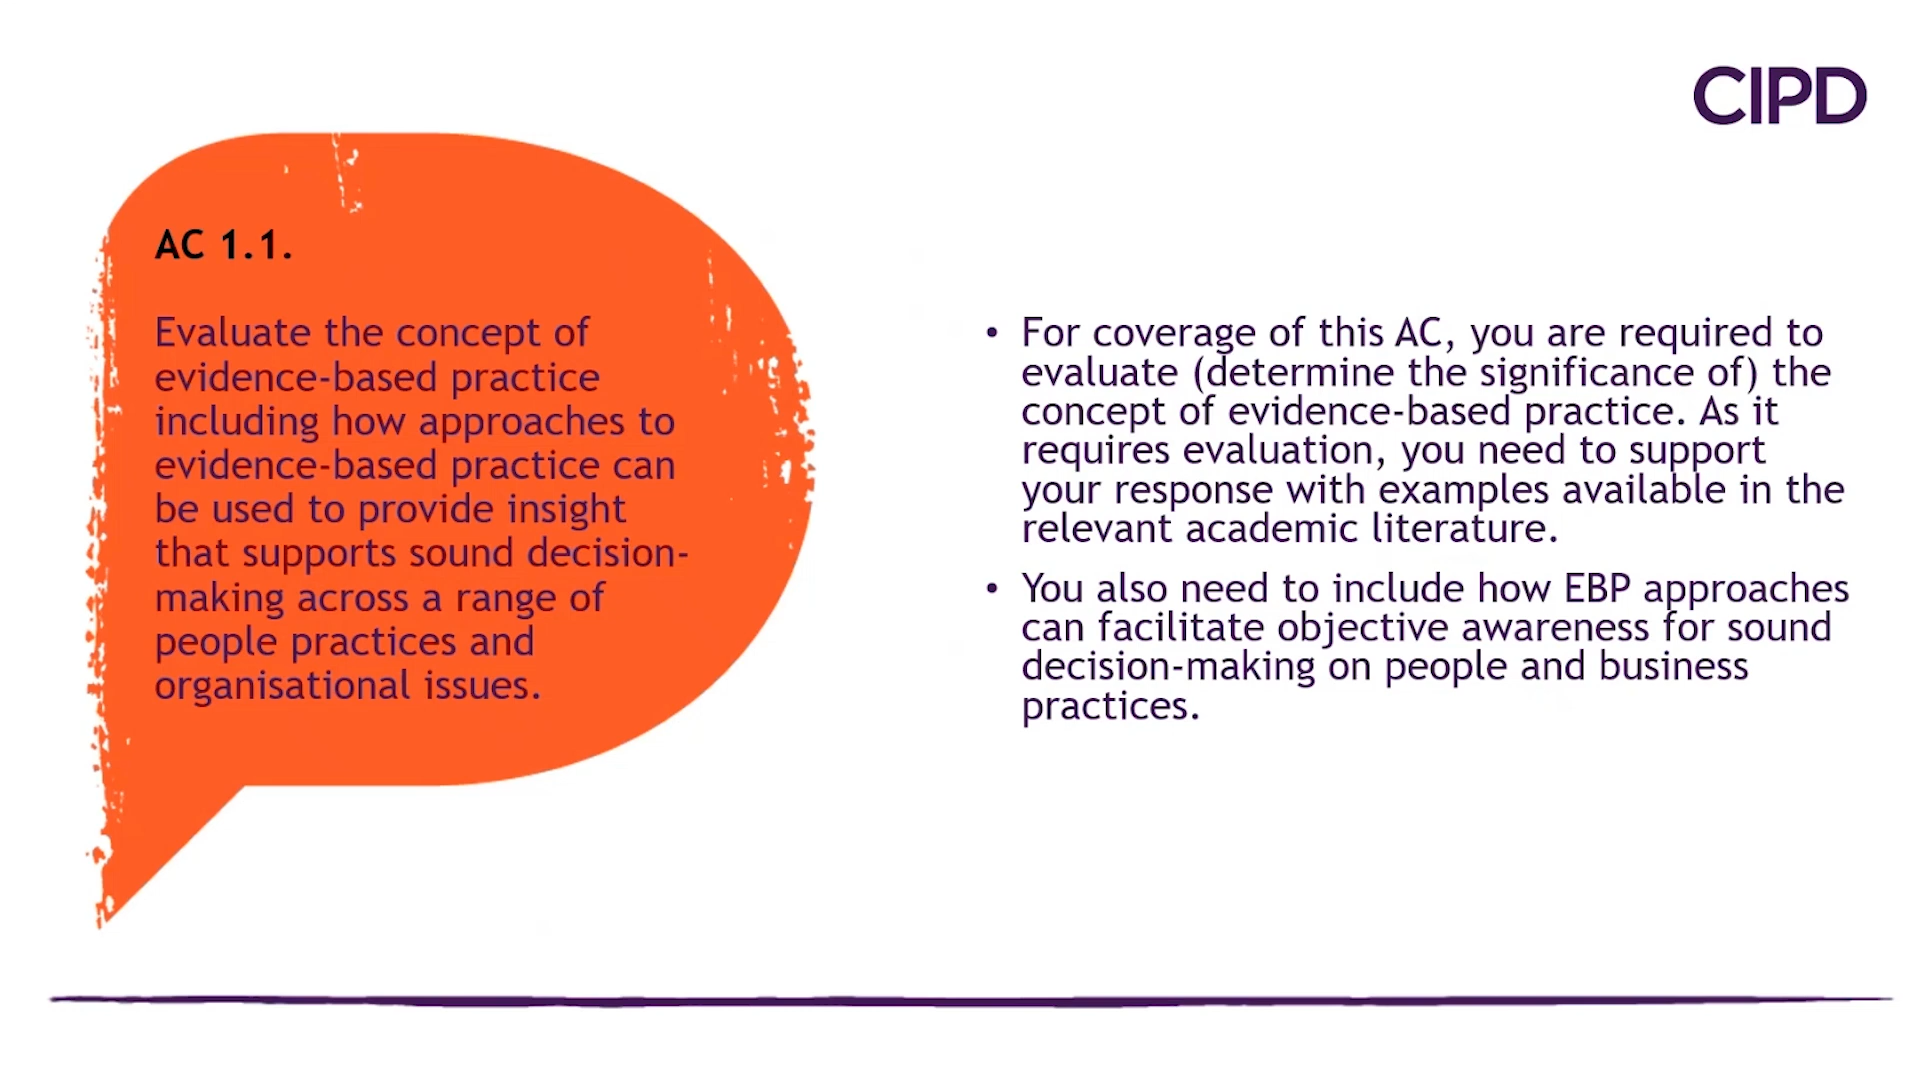 CIPD
AC 1.1.
Evaluate the concept of
evidence-based practice
including how approaches to
evidence-based practice can
be used to provide insight
that supports sound decision-
making across a range of
people practices and
organisational issues.
• For coverage of this AC, you are required to
evaluate (determine the significance of) the
concept of evidence-based practice. As it
requires evaluation, you need to support
your response with examples available in the
relevant academic literature.
• You also need to include how EBP approaches
can facilitate objective awareness for sound
decision-making on people and business
practices.